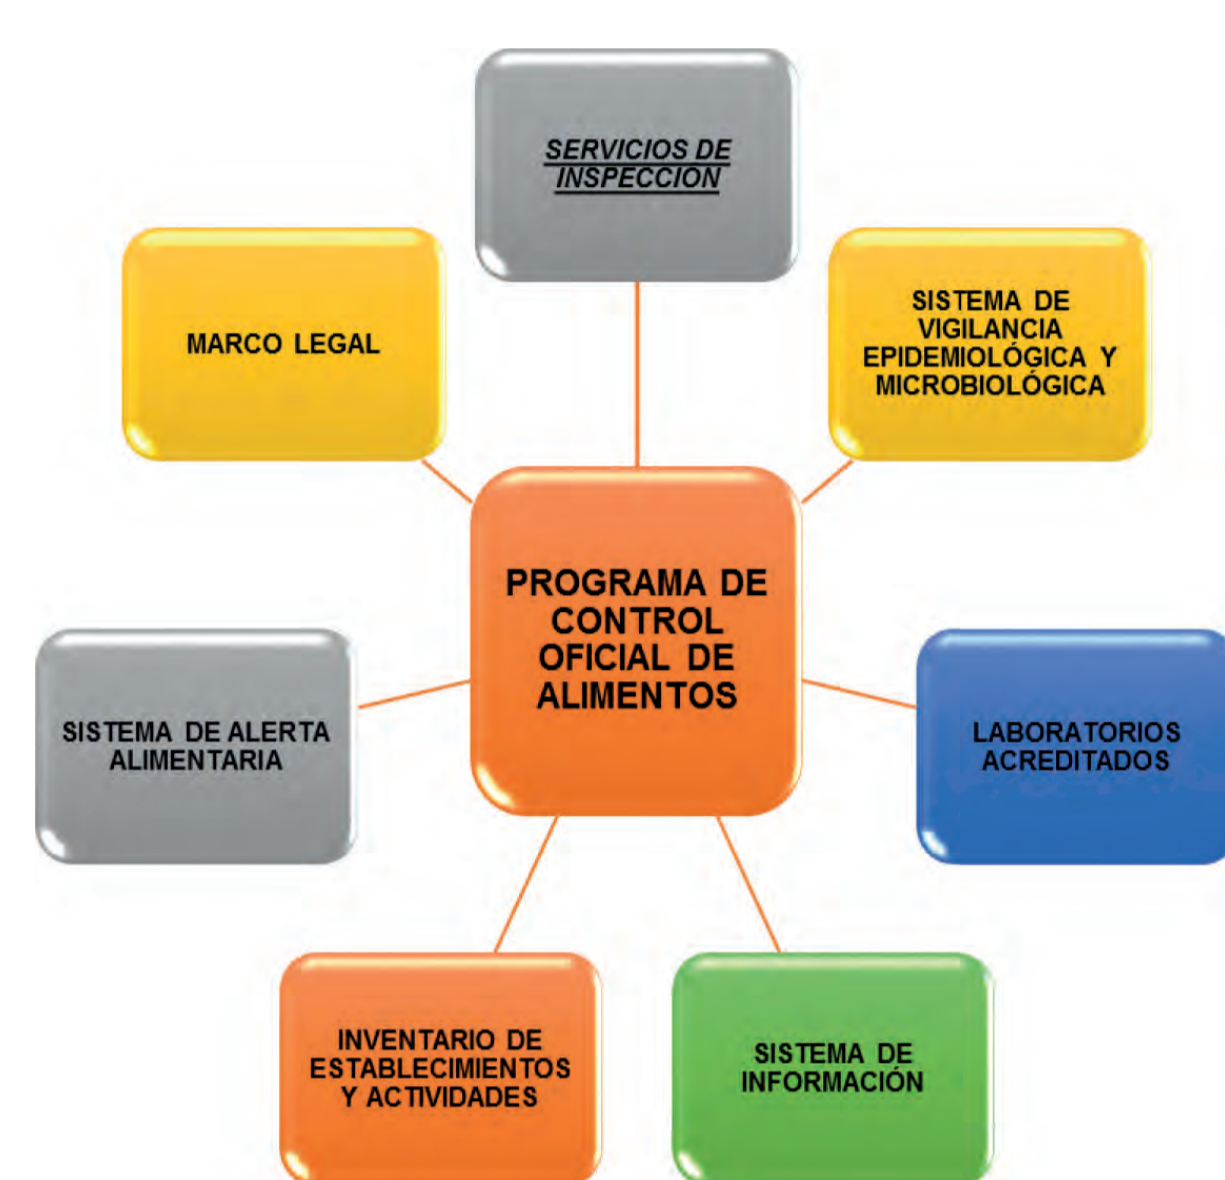 SERVICIOS DE
INSPECCION
MARCO LEGAL
SISTEMA DE
VIGILANCIA
EPIDEMIOLÓGICA Y
MICROBIOLÓGICA
PROGRAMA DE
CONTROL
OFICIAL DE
ALIMENTOS
SISTEMA DE ALERTA
ALIMENTARIA
LABORATORIOS
ACREDITADOS
INVENTARIO DE
ESTABLECIMIENTOS
Y ACTIVIDADES
SISTEMA DE
INFORMACIÓN